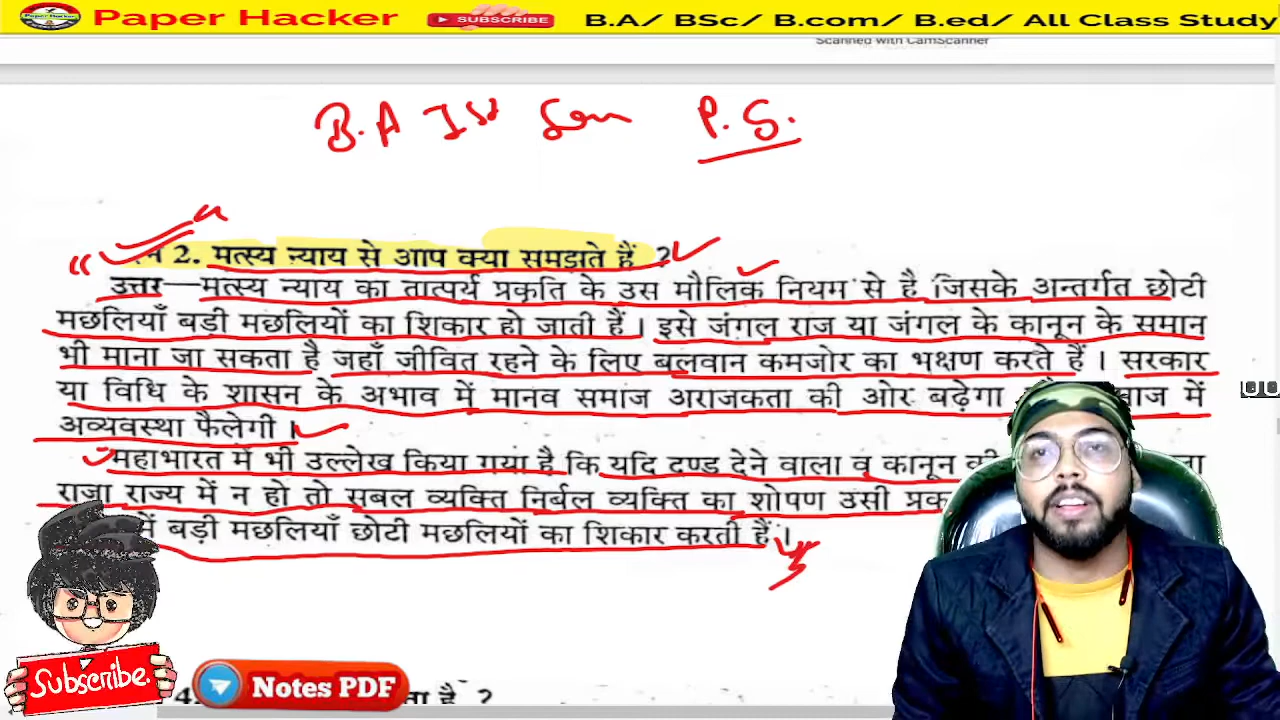 Paper Hacker
SUBSCRIBE
B.A/ BSc/ B.com/ B.ed/ All Class Study
Scanned with CamScanner
B.A Ist Sem P.S.
2. मत्स्य न्याय से आप क्या समझते हैं ?
उत्तर—मत्स्य न्याय का तात्पर्य प्रकृति के उस मौलिक नियम से है जिसके अन्तर्गत छोटी
मछलियाँ बड़ी मछलियों का शिकार हो जाती हैं। इसे जंगल राज या जंगल के कानून के समान
भी माना जा सकता है जहाँ जीवित रहने के लिए बलवान कमजोर का भक्षण करते हैं। सरकार
या विधि के शासन के अभाव में मानव समाज अराजकता की ओर बढ़ेगा में
अव्यवस्था फैलेगी।
महाभारत में भी उल्लेख किया गया है कि यदि दण्ड देने वाला व कानून
राजा राज्य में न हो तो सबल व्यक्ति निर्बल व्यक्ति का शोषण उसी
बड़ी मछलियाँ छोटी मछलियों का शिकार करती हैं।
Subscribe.
Notes PDF
है ?